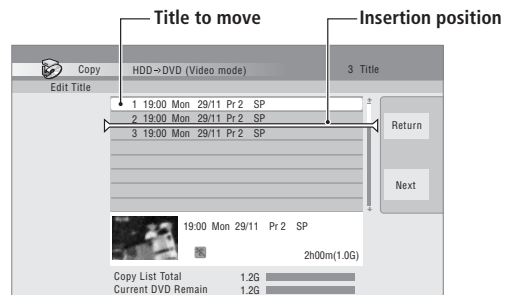 Title to move
Insertion position
Copy HDD→DVD (Video mode) 3 Title
Edit Title
1 19:00 Mon 29/11 Pr 2 SP
2 19:00 Mon 29/11 Pr 2 SP
3 19:00 Mon 29/11 Pr 2 SP
Return
Next
19:00 Mon 29/11 Pr 2 SP
2h00m(1.0G)
Copy List Total 1.2G
Current DVD Remain 1.2G